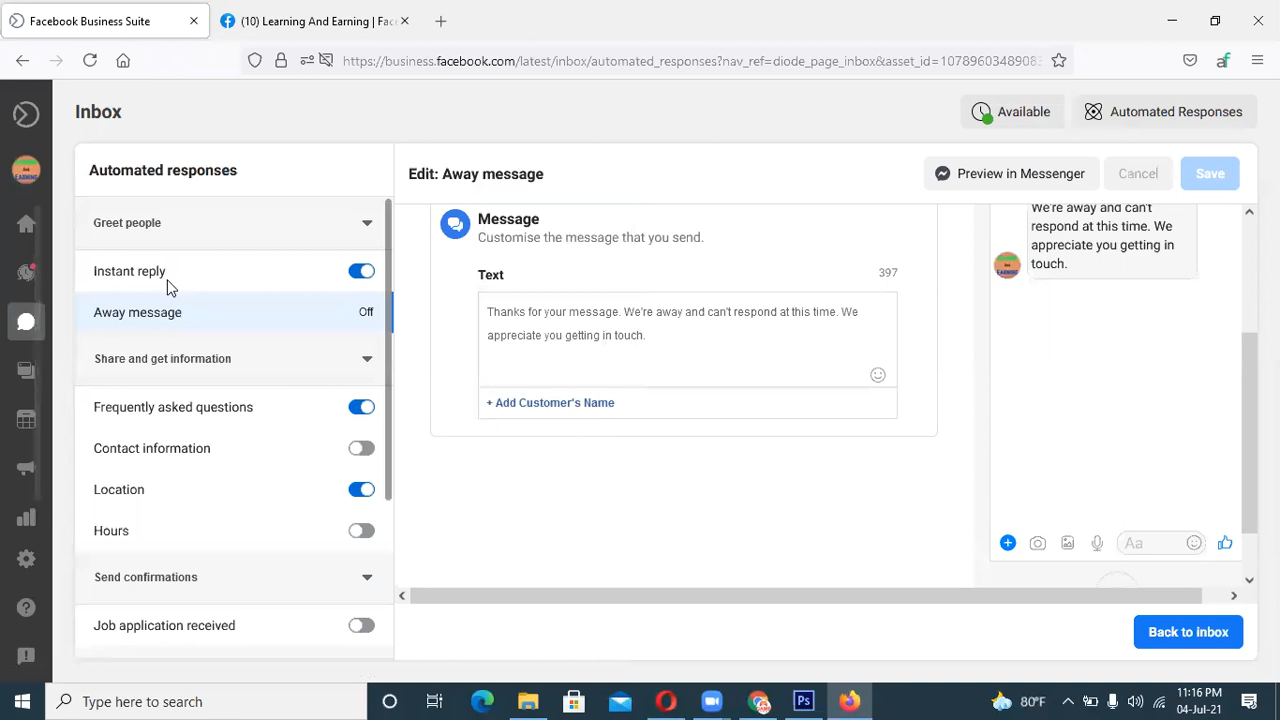 Facebook Business Suite
(10) Learning And Earning | Fac
https://business.facebook.com/latest/inbox/automated_responses?nav_ref=diode_page_inbox&asset_id=1078960348908
Inbox
Available
Automated Responses
Automated responses
Edit: Away message
Preview in Messenger
Cancel
Save
Greet people
Instant reply
Away message
Off
Share and get information
Frequently asked questions
Contact information
Location
Hours
Send confirmations
Job application received
Message
Customise the message that you send.
Text
397
Thanks for your message. We're away and can't respond at this time. We
appreciate you getting in touch.
+ Add Customer's Name
We're away and can't
respond at this time. We
appreciate you getting in
touch.
EARNING
Aa
Back to inbox
Type here to search
Ps
80°F
11:16 PM
04-Jul-21